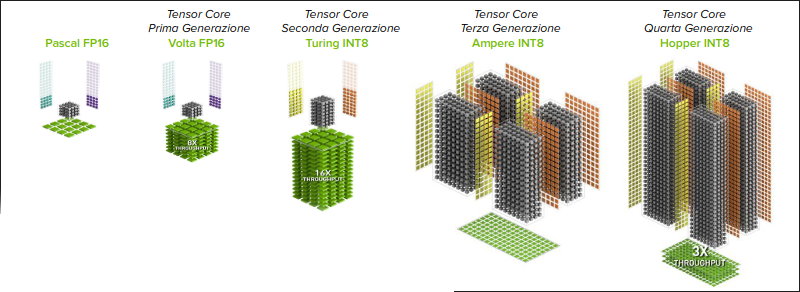 Tensor Core
Prima Generazione
Tensor Core
Seconda Generazione
Tensor Core
Terza Generazione
Tensor Core
Quarta Generazione
Pascal FP16
Volta FP16
Turing INT8
Ampere INT8
Hopper INT8
8X
THROUGHPUT
16X
THROUGHPUT
3X
THROUGHPUT